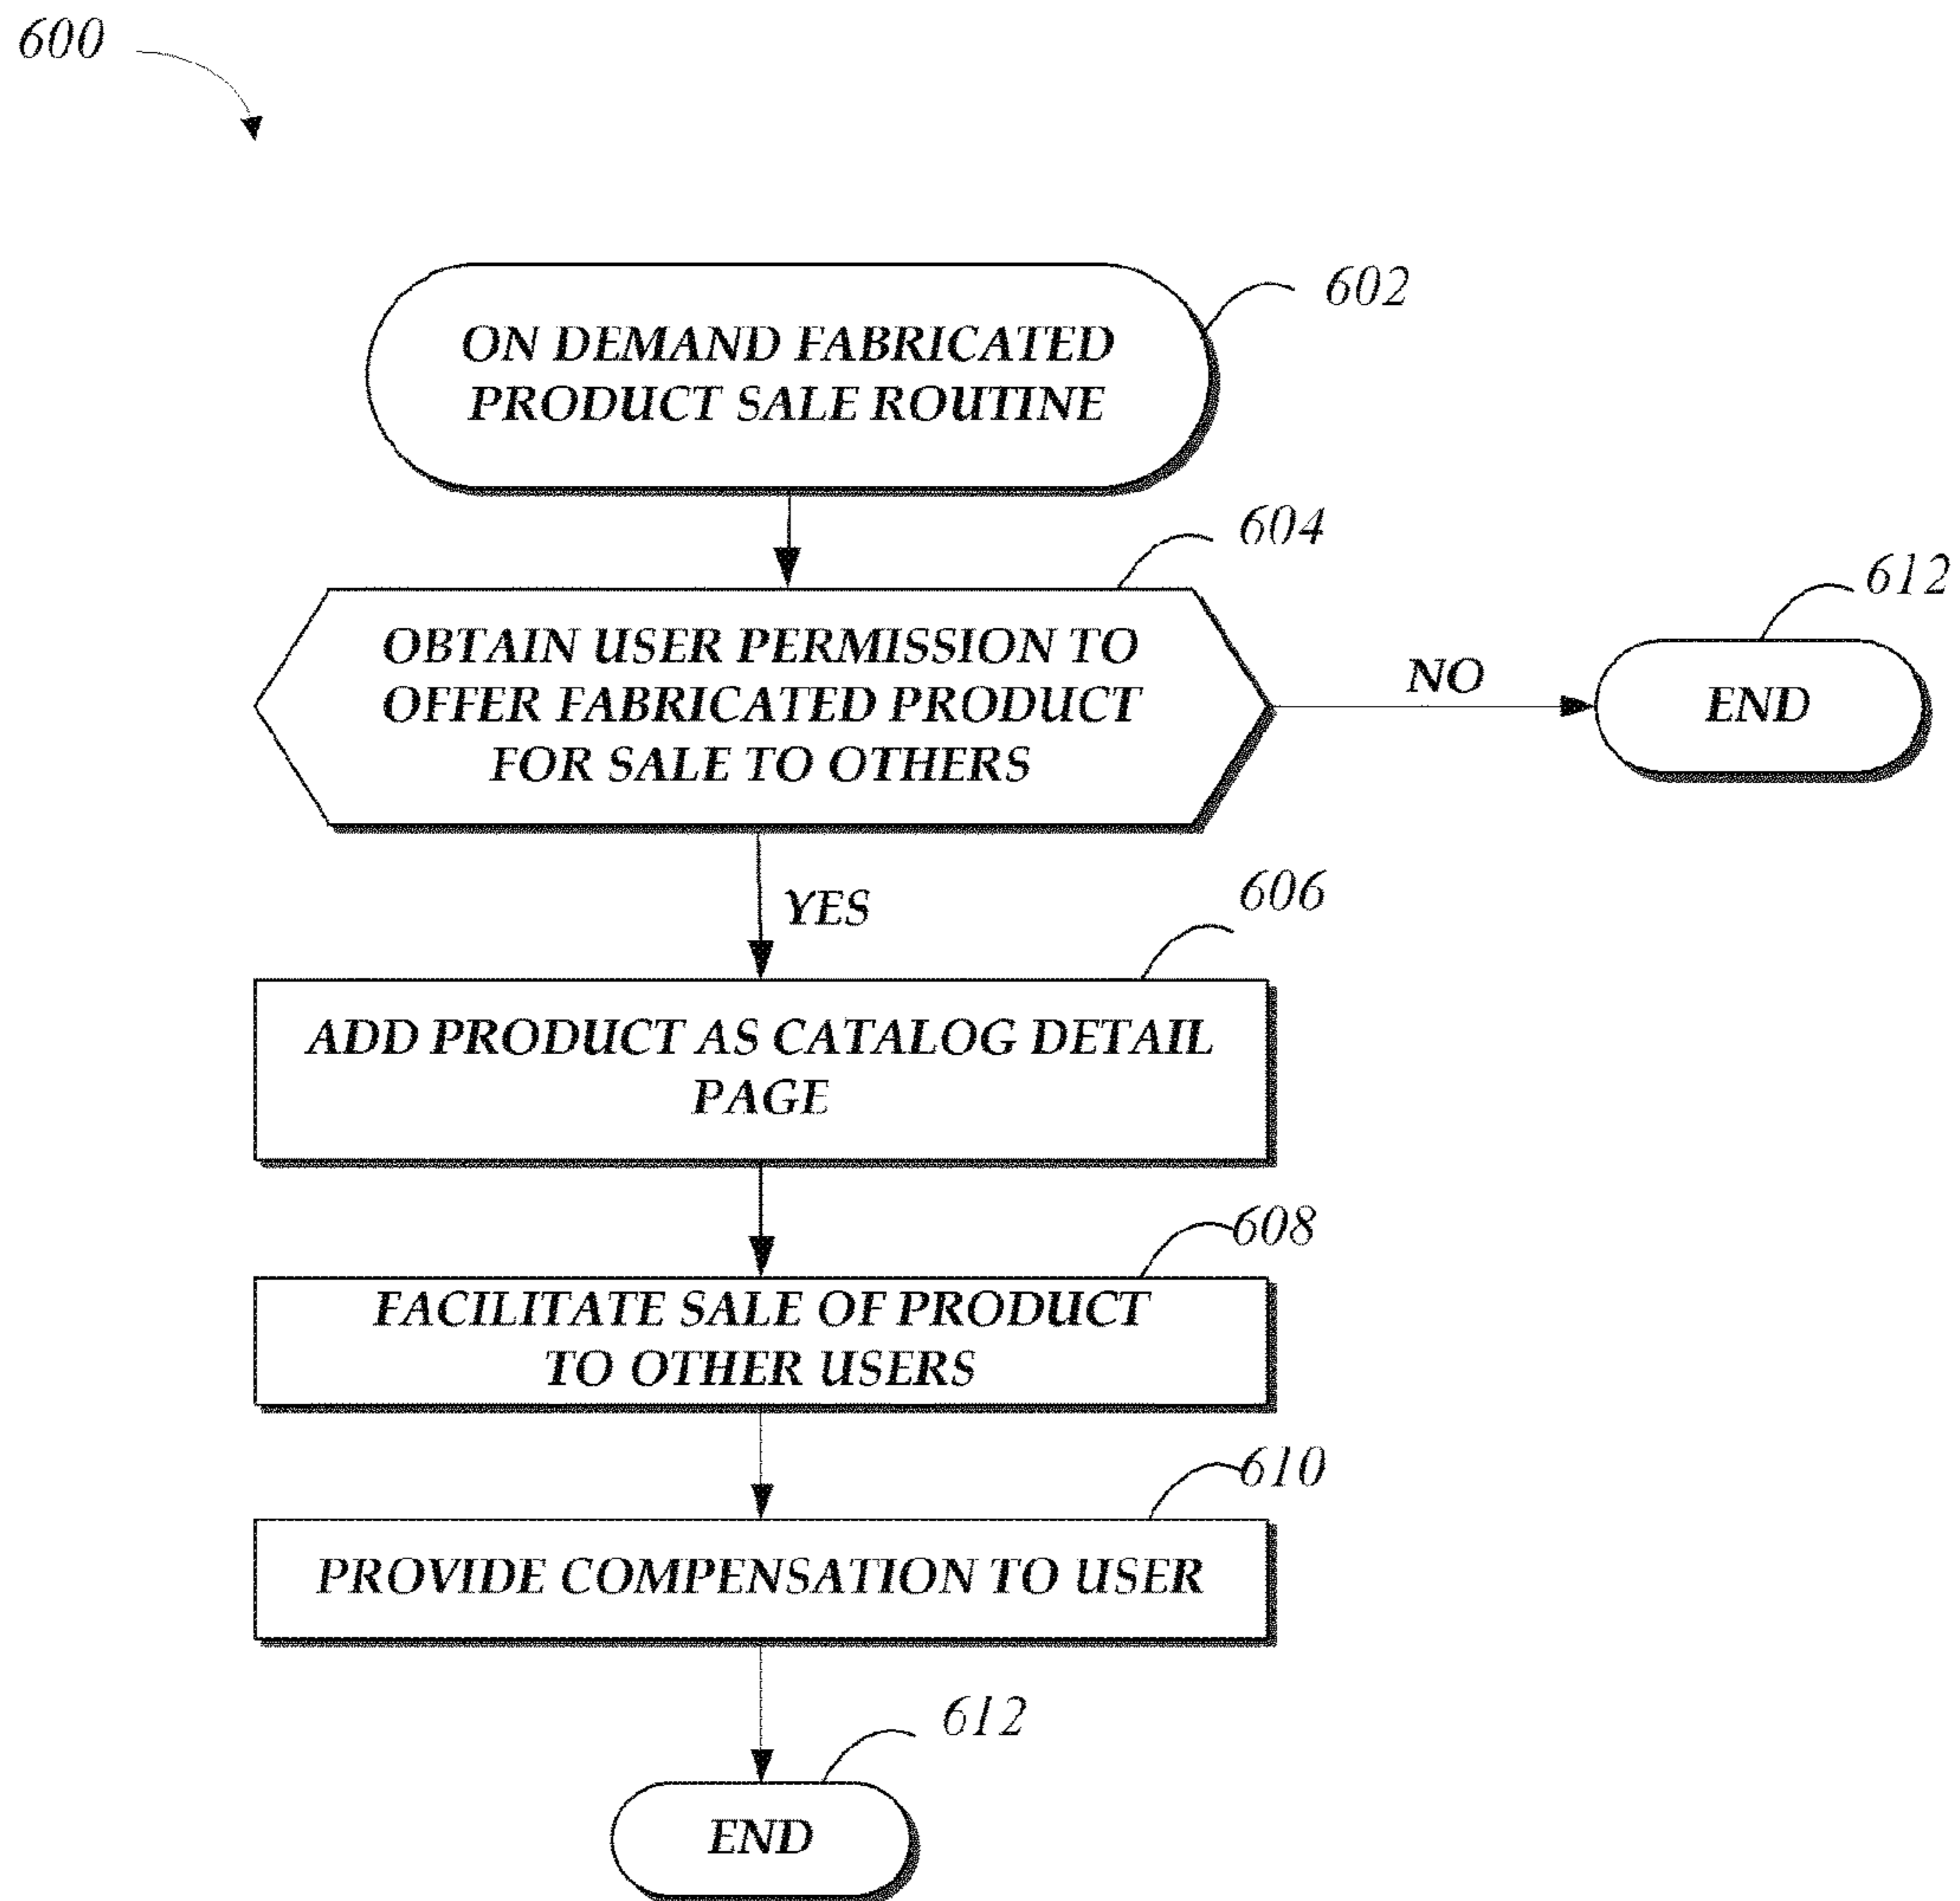 600
602
ON DEMAND FABRICATED
PRODUCT SALE ROUTINE
604
OBTAIN USER PERMISSION TO
OFFER FABRICATED PRODUCT
FOR SALE TO OTHERS
NO
612
END
YES
606
ADD PRODUCT AS CATALOG DETAIL
PAGE
608
FACILITATE SALE OF PRODUCT
TO OTHER USERS
610
PROVIDE COMPENSATION TO USER
612
END